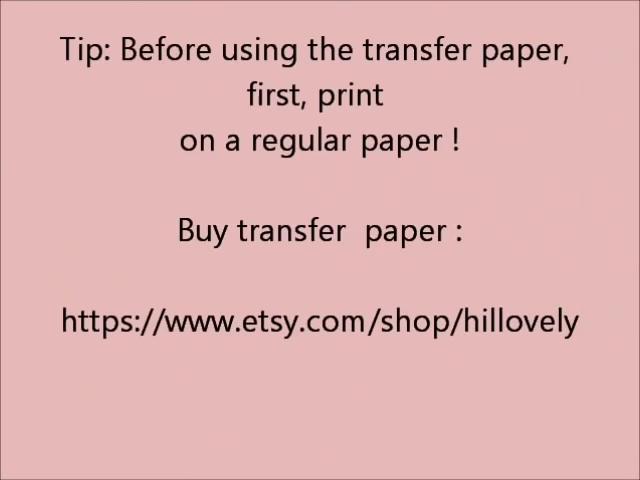 Tip: Before using the transfer paper,
first, print
on a regular paper !
Buy transfer  paper :
https://www.etsy.com/shop/hillovely